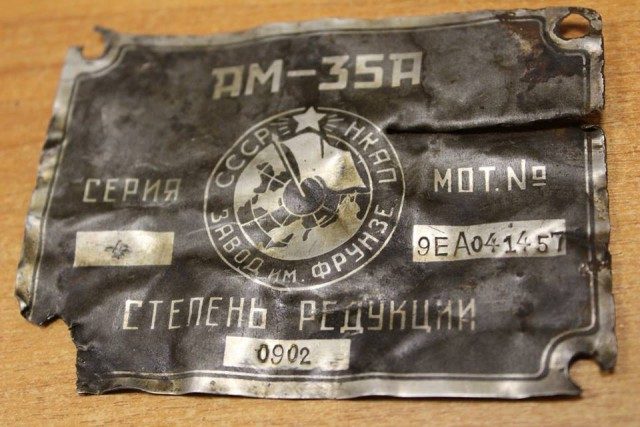 АМ-35А
СССР НКАП
ЗАВОД ИМ. ФРУНЗЕ
СЕРИЯ
МОТ. №
9ЕА041457
СТЕПЕНЬ РЕДУКЦИИ
0902